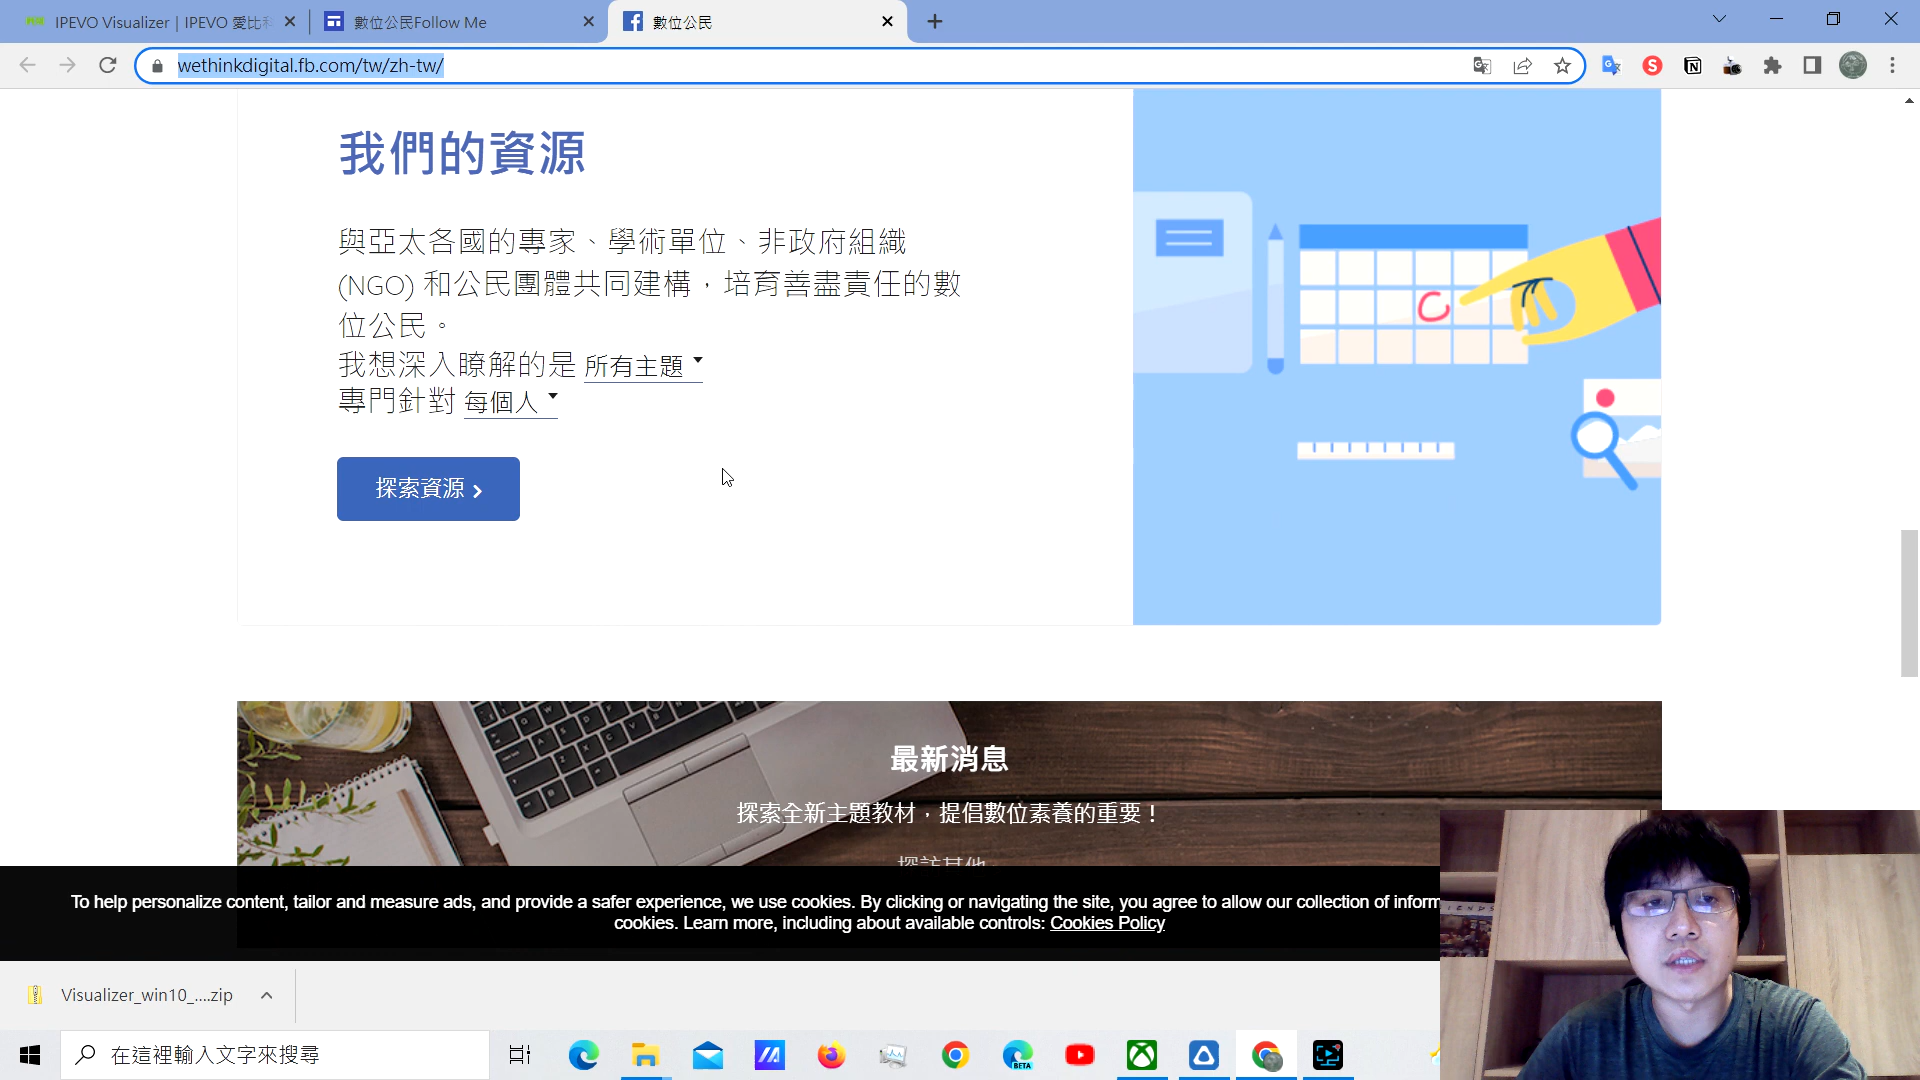 IPEVO Visualizer | IPEVO 愛比科
數位公民Follow Me
數位公民
wethinkdigital.fb.com/tw/zh-tw/
我們的資源
與亞太各國的專家、學術單位、非政府組織
(NGO) 和公民團體共同建構，培育善盡責任的數
位公民。
我想深入瞭解的是 所有主題
專門針對 每個人
探索資源
最新消息
探索全新主題教材，提倡數位素養的重要！
探訪其他
To help personalize content, tailor and measure ads, and provide a safer experience, we use cookies. By clicking or navigating the site, you agree to allow our collection of inform
cookies. Learn more, including about available controls: Cookies Policy
Visualizer_win10_....zip
在這裡輸入文字來搜尋
BETA